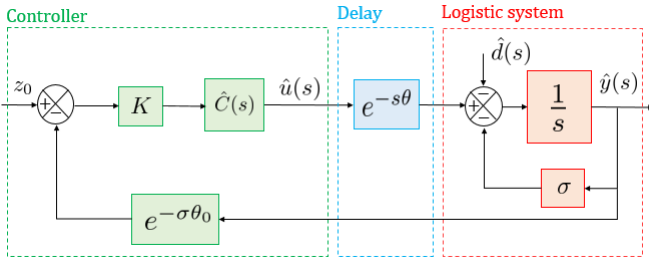 Controller
Delay
Logistic system
z₀
+
−
K
Ĉ(s)
û(s)
e^{−sθ}
d̂(s)
+
−
−
1/s
ŷ(s)
σ
e^{−σθ₀}